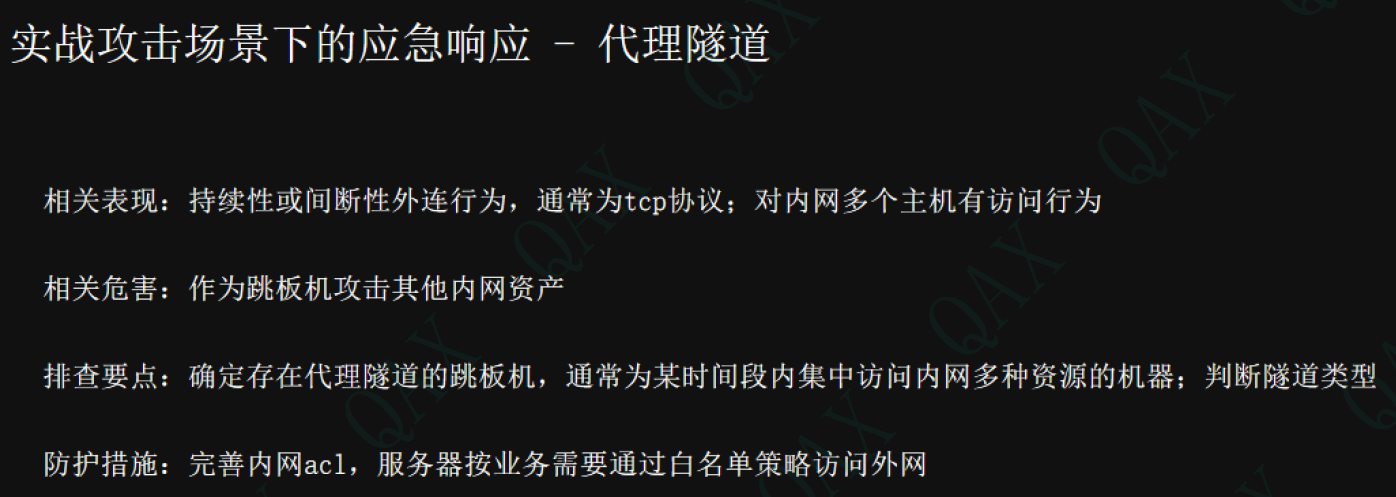 实战攻击场景下的应急响应 - 代理隧道
相关表现：持续性或间断性外连行为，通常为tcp协议；对内网多个主机有访问行为
相关危害：作为跳板机攻击其他内网资产
排查要点：确定存在代理隧道的跳板机，通常为某时间段内集中访问内网多种资源的机器；判断隧道类型
防护措施：完善内网acl，服务器按业务需要通过白名单策略访问外网
QAX
QAX
QAX
QAX
QAX
QAX